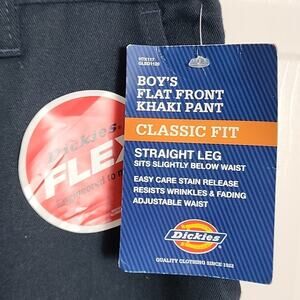 Dickies
FLEX
BOY'S
FLAT FRONT
KHAKI PANT
CLASSIC FIT
STRAIGHT LEG
SITS SLIGHTLY BELOW WAIST
EASY CARE STAIN RELEASE
RESISTS WRINKLES & FADING
ADJUSTABLE WAIST
Dickies
QUALITY CLOTHING SINCE 1922